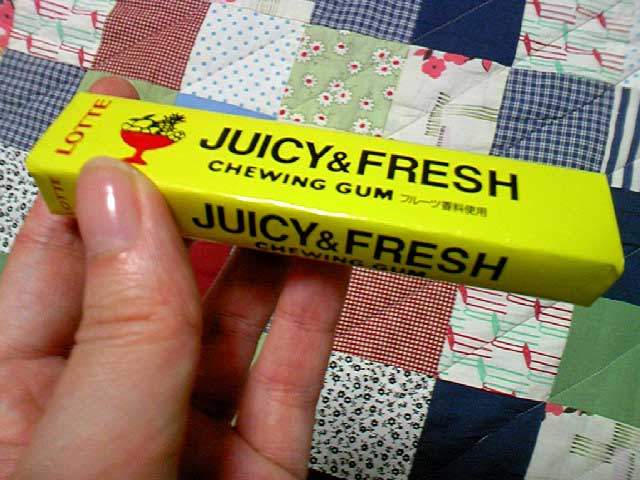 LOTTE
JUICY & FRESH
CHEWING GUM フルーツ香料使用
LOTTE
JUICY & FRESH
CHEWING GUM